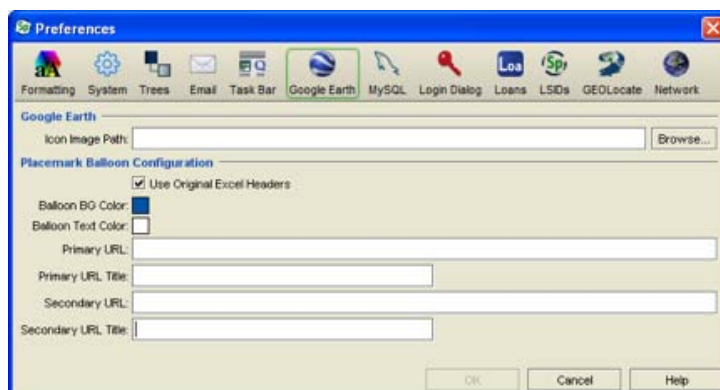 Preferences
Formatting System Trees Email Task Bar Google Earth MySQL Login Dialog Loa Loans Sp LSIDs GEOLocate Network
Google Earth
Icon Image Path: Browse...
Placemark Balloon Configuration
Use Original Excel Headers
Balloon BG Color:
Balloon Text Color:
Primary URL:
Primary URL Title:
Secondary URL:
Secondary URL Title:
OK Cancel Help